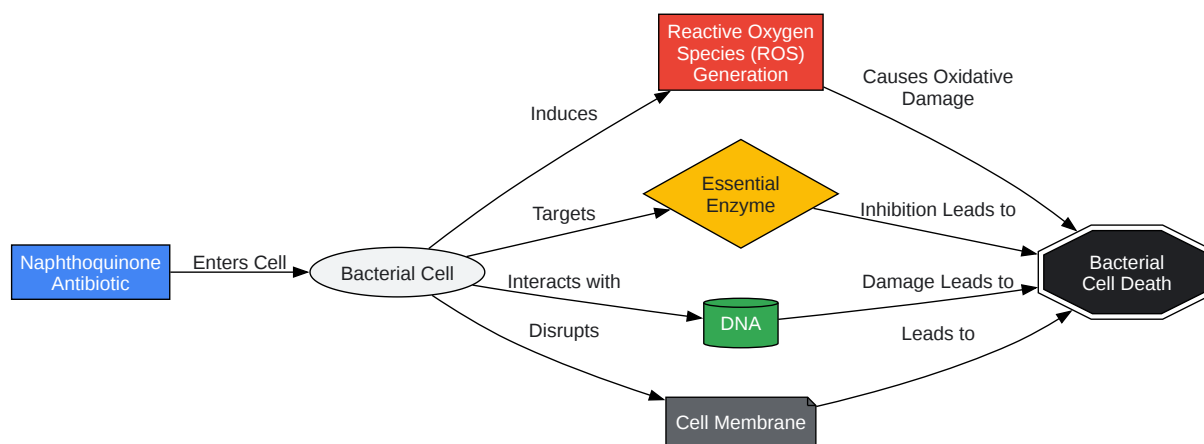 Naphthoquinone
Antibiotic
Enters Cell
Bacterial Cell
Induces
Reactive Oxygen
Species (ROS)
Generation
Causes Oxidative
Damage
Targets
Essential
Enzyme
Inhibition Leads to
Interacts with
DNA
Damage Leads to
Disrupts
Cell Membrane
Leads to
Bacterial
Cell Death